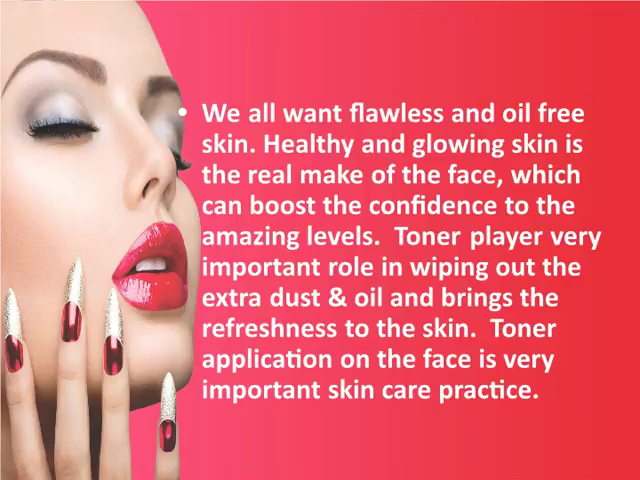 • We all want flawless and oil free
skin. Healthy and glowing skin is
the real make of the face, which
can boost the confidence to the
amazing levels.  Toner player very
important role in wiping out the
extra dust & oil and brings the
refreshness to the skin.  Toner
application on the face is very
important skin care practice.